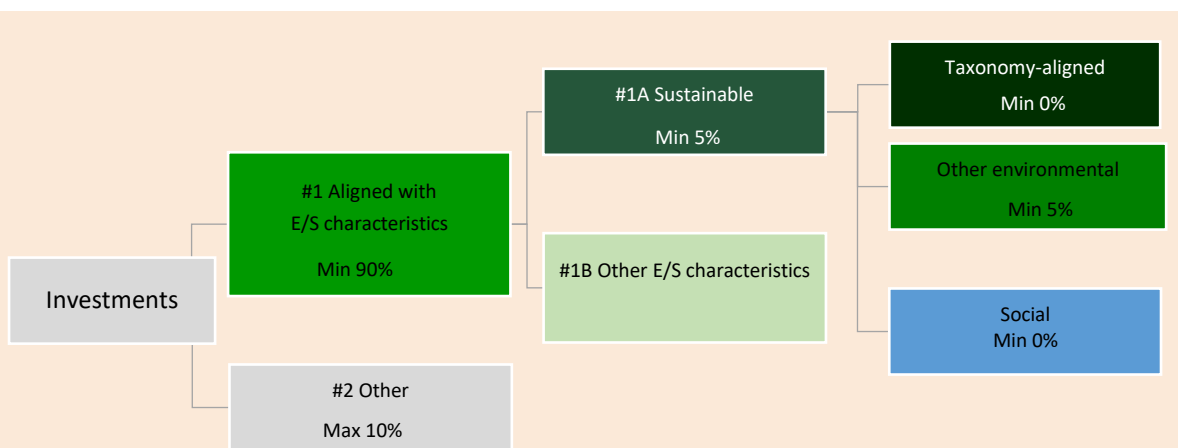 Investments
#1 Aligned with
E/S characteristics
Min 90%
#2 Other
Max 10%
#1A Sustainable
Min 5%
#1B Other E/S characteristics
Taxonomy-aligned
Min 0%
Other environmental
Min 5%
Social
Min 0%